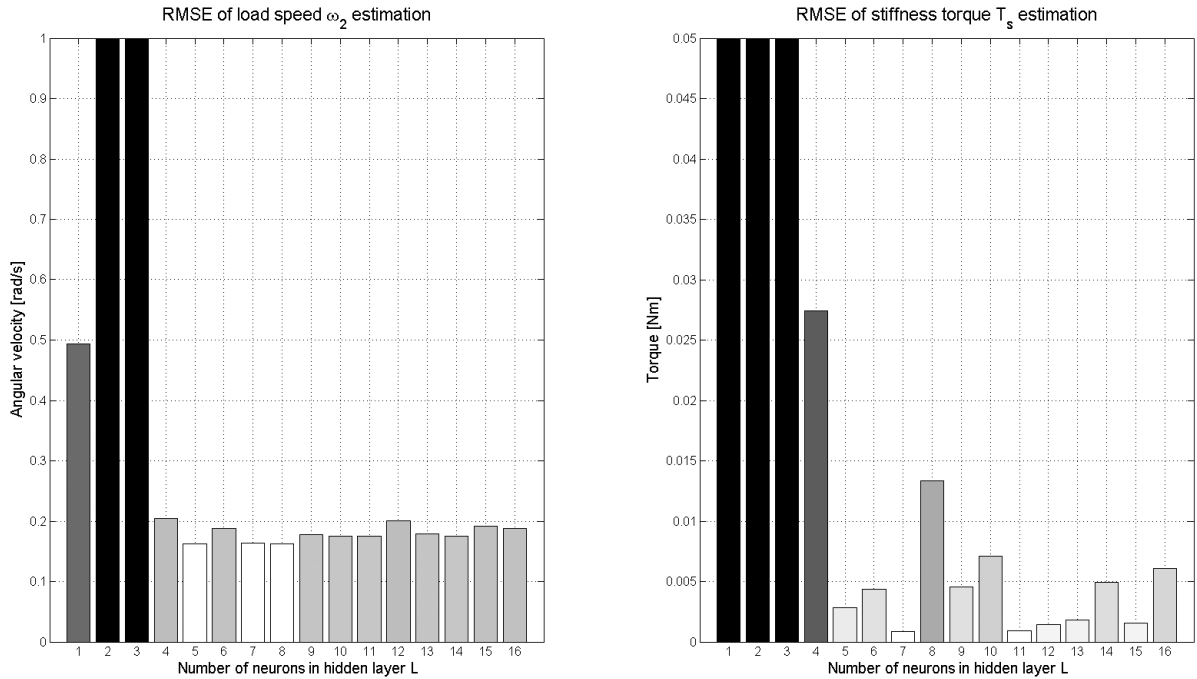 RMSE of load speed ω2 estimation
1
0.9
0.8
0.7
0.6
0.5
0.4
0.3
0.2
0.1
0
Angular velocity [rad/s]
1 2 3 4 5 6 7 8 9 10 11 12 13 14 15 16
Number of neurons in hidden layer L
RMSE of stiffness torque Ts estimation
0.05
0.045
0.04
0.035
0.03
0.025
0.02
0.015
0.01
0.005
0
Torque [Nm]
1 2 3 4 5 6 7 8 9 10 11 12 13 14 15 16
Number of neurons in hidden layer L